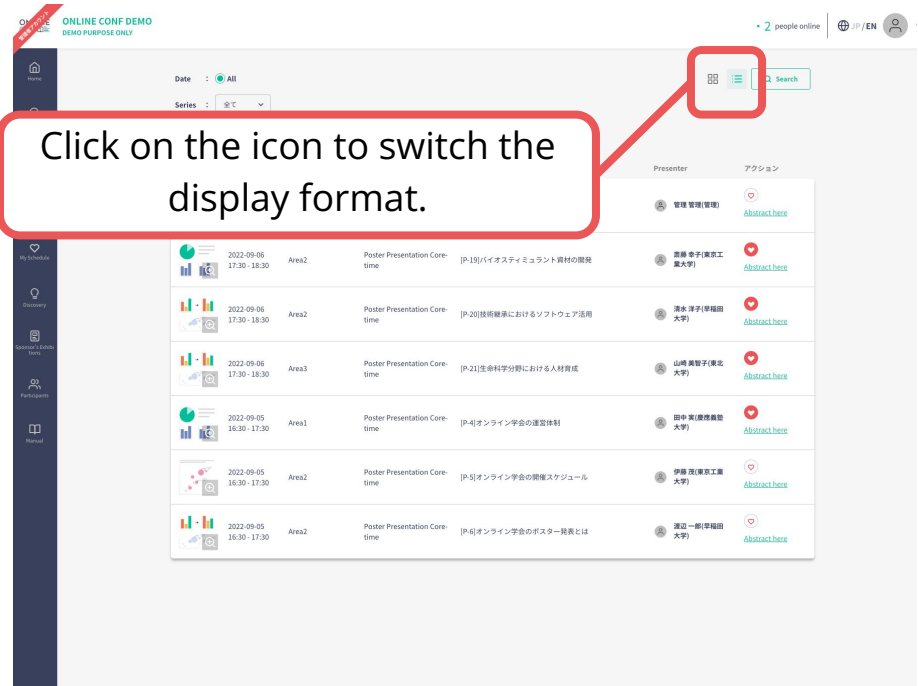 管理者アカウント
ONLINE CONF DEMO
DEMO PURPOSE ONLY
• 2 people online
JP/EN
Home
Date : All
Search
Series : 全て
Click on the icon to switch the
display format.
Presenter
アクション
管理 管理(管理)
Abstract here
My Schedule
2022-09-06
17:30 - 18:30
Area2
Poster Presentation Core-
time
[P-19]バイオスティミュラント資材の開発
斎藤 幸子(東京工
業大学)
Abstract here
Discovery
2022-09-06
17:30 - 18:30
Area2
Poster Presentation Core-
time
[P-20]技術継承におけるソフトウェア活用
清水 洋子(早稲田
大学)
Abstract here
Sponsor's Exhibi
tions
2022-09-06
17:30 - 18:30
Area3
Poster Presentation Core-
time
[P-21]生命科学分野における人材育成
山崎 美智子(東北
大学)
Abstract here
Participants
2022-09-05
16:30 - 17:30
Area1
Poster Presentation Core-
time
[P-4]オンライン学会の運営体制
田中 実(慶應義塾
大学)
Abstract here
Manual
2022-09-05
16:30 - 17:30
Area2
Poster Presentation Core-
time
[P-5]オンライン学会の開催スケジュール
伊藤 茂(東京工業
大学)
Abstract here
2022-09-05
16:30 - 17:30
Area2
Poster Presentation Core-
time
[P-6]オンライン学会のポスター発表とは
渡辺 一郎(早稲田
大学)
Abstract here